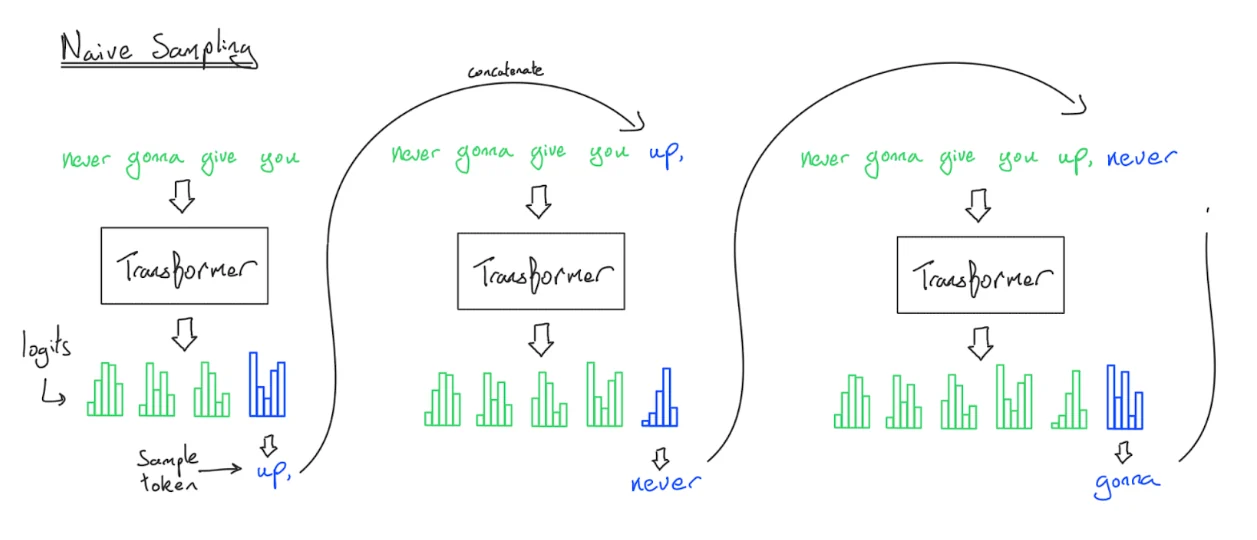 Naive Sampling
concatenate
never gonna give you
never gonna give you up,
never gonna give you up, never
Transformer
Transformer
Transformer
logits
Sample
token
up,
never
gonna